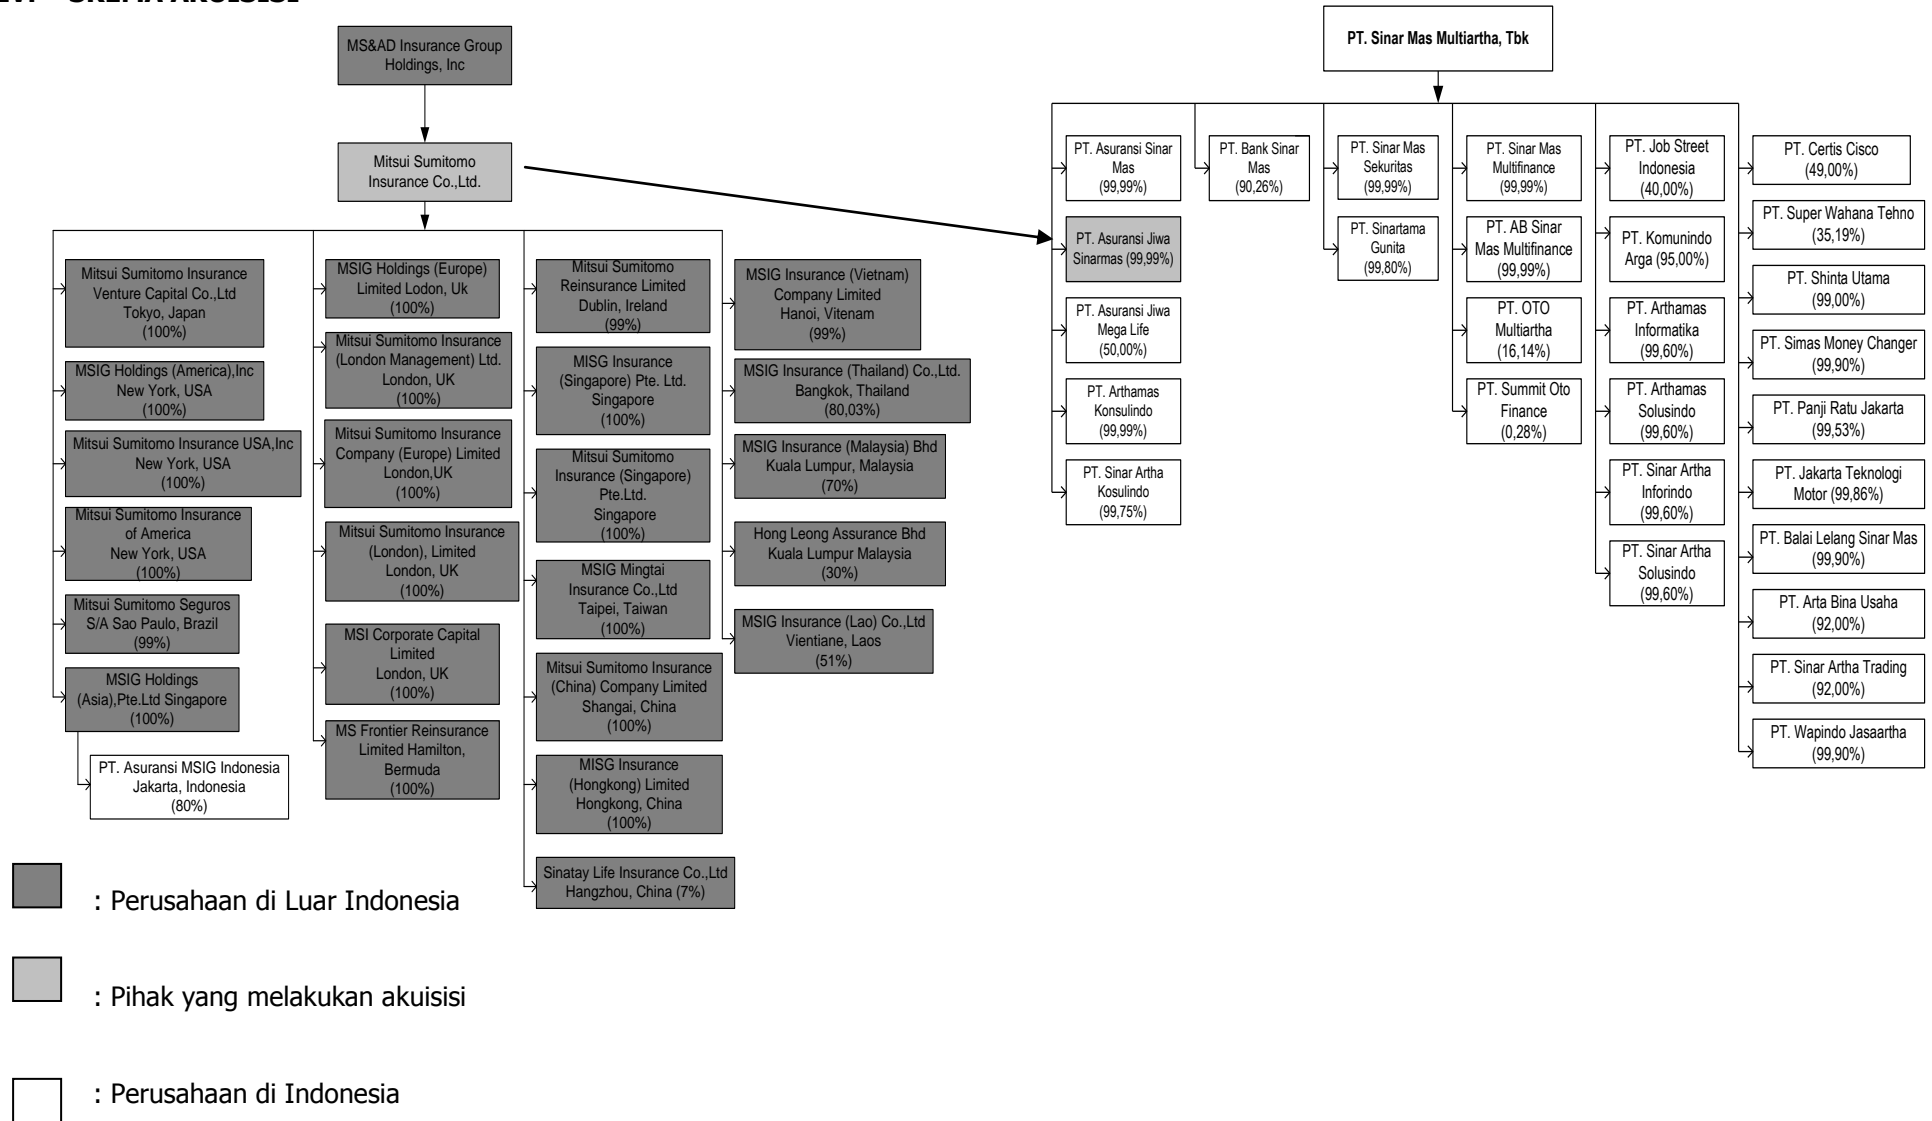 SKEMA AKUISISI
MS&AD Insurance Group
Holdings, Inc
Mitsui Sumitomo
Insurance Co.,Ltd.
Mitsui Sumitomo Insurance
Venture Capital Co.,Ltd
Tokyo, Japan
(100%)
MSIG Holdings (America),Inc
New York, USA
(100%)
Mitsui Sumitomo Insurance USA,Inc
New York, USA
(100%)
Mitsui Sumitomo Insurance
of America
New York, USA
(100%)
Mitsui Sumitomo Seguros
S/A Sao Paulo, Brazil
(99%)
MSIG Holdings
(Asia),Pte.Ltd Singapore
(100%)
PT. Asuransi MSIG Indonesia
Jakarta, Indonesia
(80%)
MSIG Holdings (Europe)
Limited Lodon, Uk
(100%)
Mitsui Sumitomo Insurance
(London Management) Ltd.
London, UK
(100%)
Mitsui Sumitomo Insurance
Company (Europe) Limited
London,UK
(100%)
Mitsui Sumitomo Insurance
(London), Limited
London, UK
(100%)
MSI Corporate Capital
Limited
London, UK
(100%)
MS Frontier Reinsurance
Limited Hamilton,
Bermuda
(100%)
Mitsui Sumitomo
Reinsurance Limited
Dublin, Ireland
(99%)
MISG Insurance
(Singapore) Pte. Ltd.
Singapore
(100%)
Mitsui Sumitomo
Insurance (Singapore)
Pte.Ltd.
Singapore
(100%)
MSIG Mingtai
Insurance Co.,Ltd
Taipei, Taiwan
(100%)
Mitsui Sumitomo Insurance
(China) Company Limited
Shangai, China
(100%)
MISG Insurance
(Hongkong) Limited
Hongkong, China
(100%)
Sinatay Life Insurance Co.,Ltd
Hangzhou, China (7%)
MSIG Insurance (Vietnam)
Company Limited
Hanoi, Vitenam
(99%)
MSIG Insurance (Thailand) Co.,Ltd.
Bangkok, Thailand
(80,03%)
MSIG Insurance (Malaysia) Bhd
Kuala Lumpur, Malaysia
(70%)
Hong Leong Assurance Bhd
Kuala Lumpur Malaysia
(30%)
MSIG Insurance (Lao) Co.,Ltd
Vientiane, Laos
(51%)
PT. Sinar Mas Multiartha, Tbk
PT. Asuransi Sinar
Mas
(99,99%)
PT. Asuransi Jiwa
Sinarmas (99,99%)
PT. Asuransi Jiwa
Mega Life
(50,00%)
PT. Arthamas
Konsulindo
(99,99%)
PT. Sinar Artha
Kosulindo
(99,75%)
PT. Bank Sinar
Mas
(90,26%)
PT. Sinar Mas
Sekuritas
(99,99%)
PT. Sinartama
Gunita
(99,80%)
PT. Sinar Mas
Multifinance
(99,99%)
PT. AB Sinar
Mas Multifinance
(99,99%)
PT. OTO
Multiartha
(16,14%)
PT. Summit Oto
Finance
(0,28%)
PT. Job Street
Indonesia
(40,00%)
PT. Komunindo
Arga (95,00%)
PT. Arthamas
Informatika
(99,60%)
PT. Arthamas
Solusindo
(99,60%)
PT. Sinar Artha
Inforindo
(99,60%)
PT. Sinar Artha
Solusindo
(99,60%)
PT. Certis Cisco
(49,00%)
PT. Super Wahana Tehno
(35,19%)
PT. Shinta Utama
(99,00%)
PT. Simas Money Changer
(99,90%)
PT. Panji Ratu Jakarta
(99,53%)
PT. Jakarta Teknologi
Motor (99,86%)
PT. Balai Lelang Sinar Mas
(99,90%)
PT. Arta Bina Usaha
(92,00%)
PT. Sinar Artha Trading
(92,00%)
PT. Wapindo Jasaartha
(99,90%)
: Perusahaan di Luar Indonesia
: Pihak yang melakukan akuisisi
: Perusahaan di Indonesia